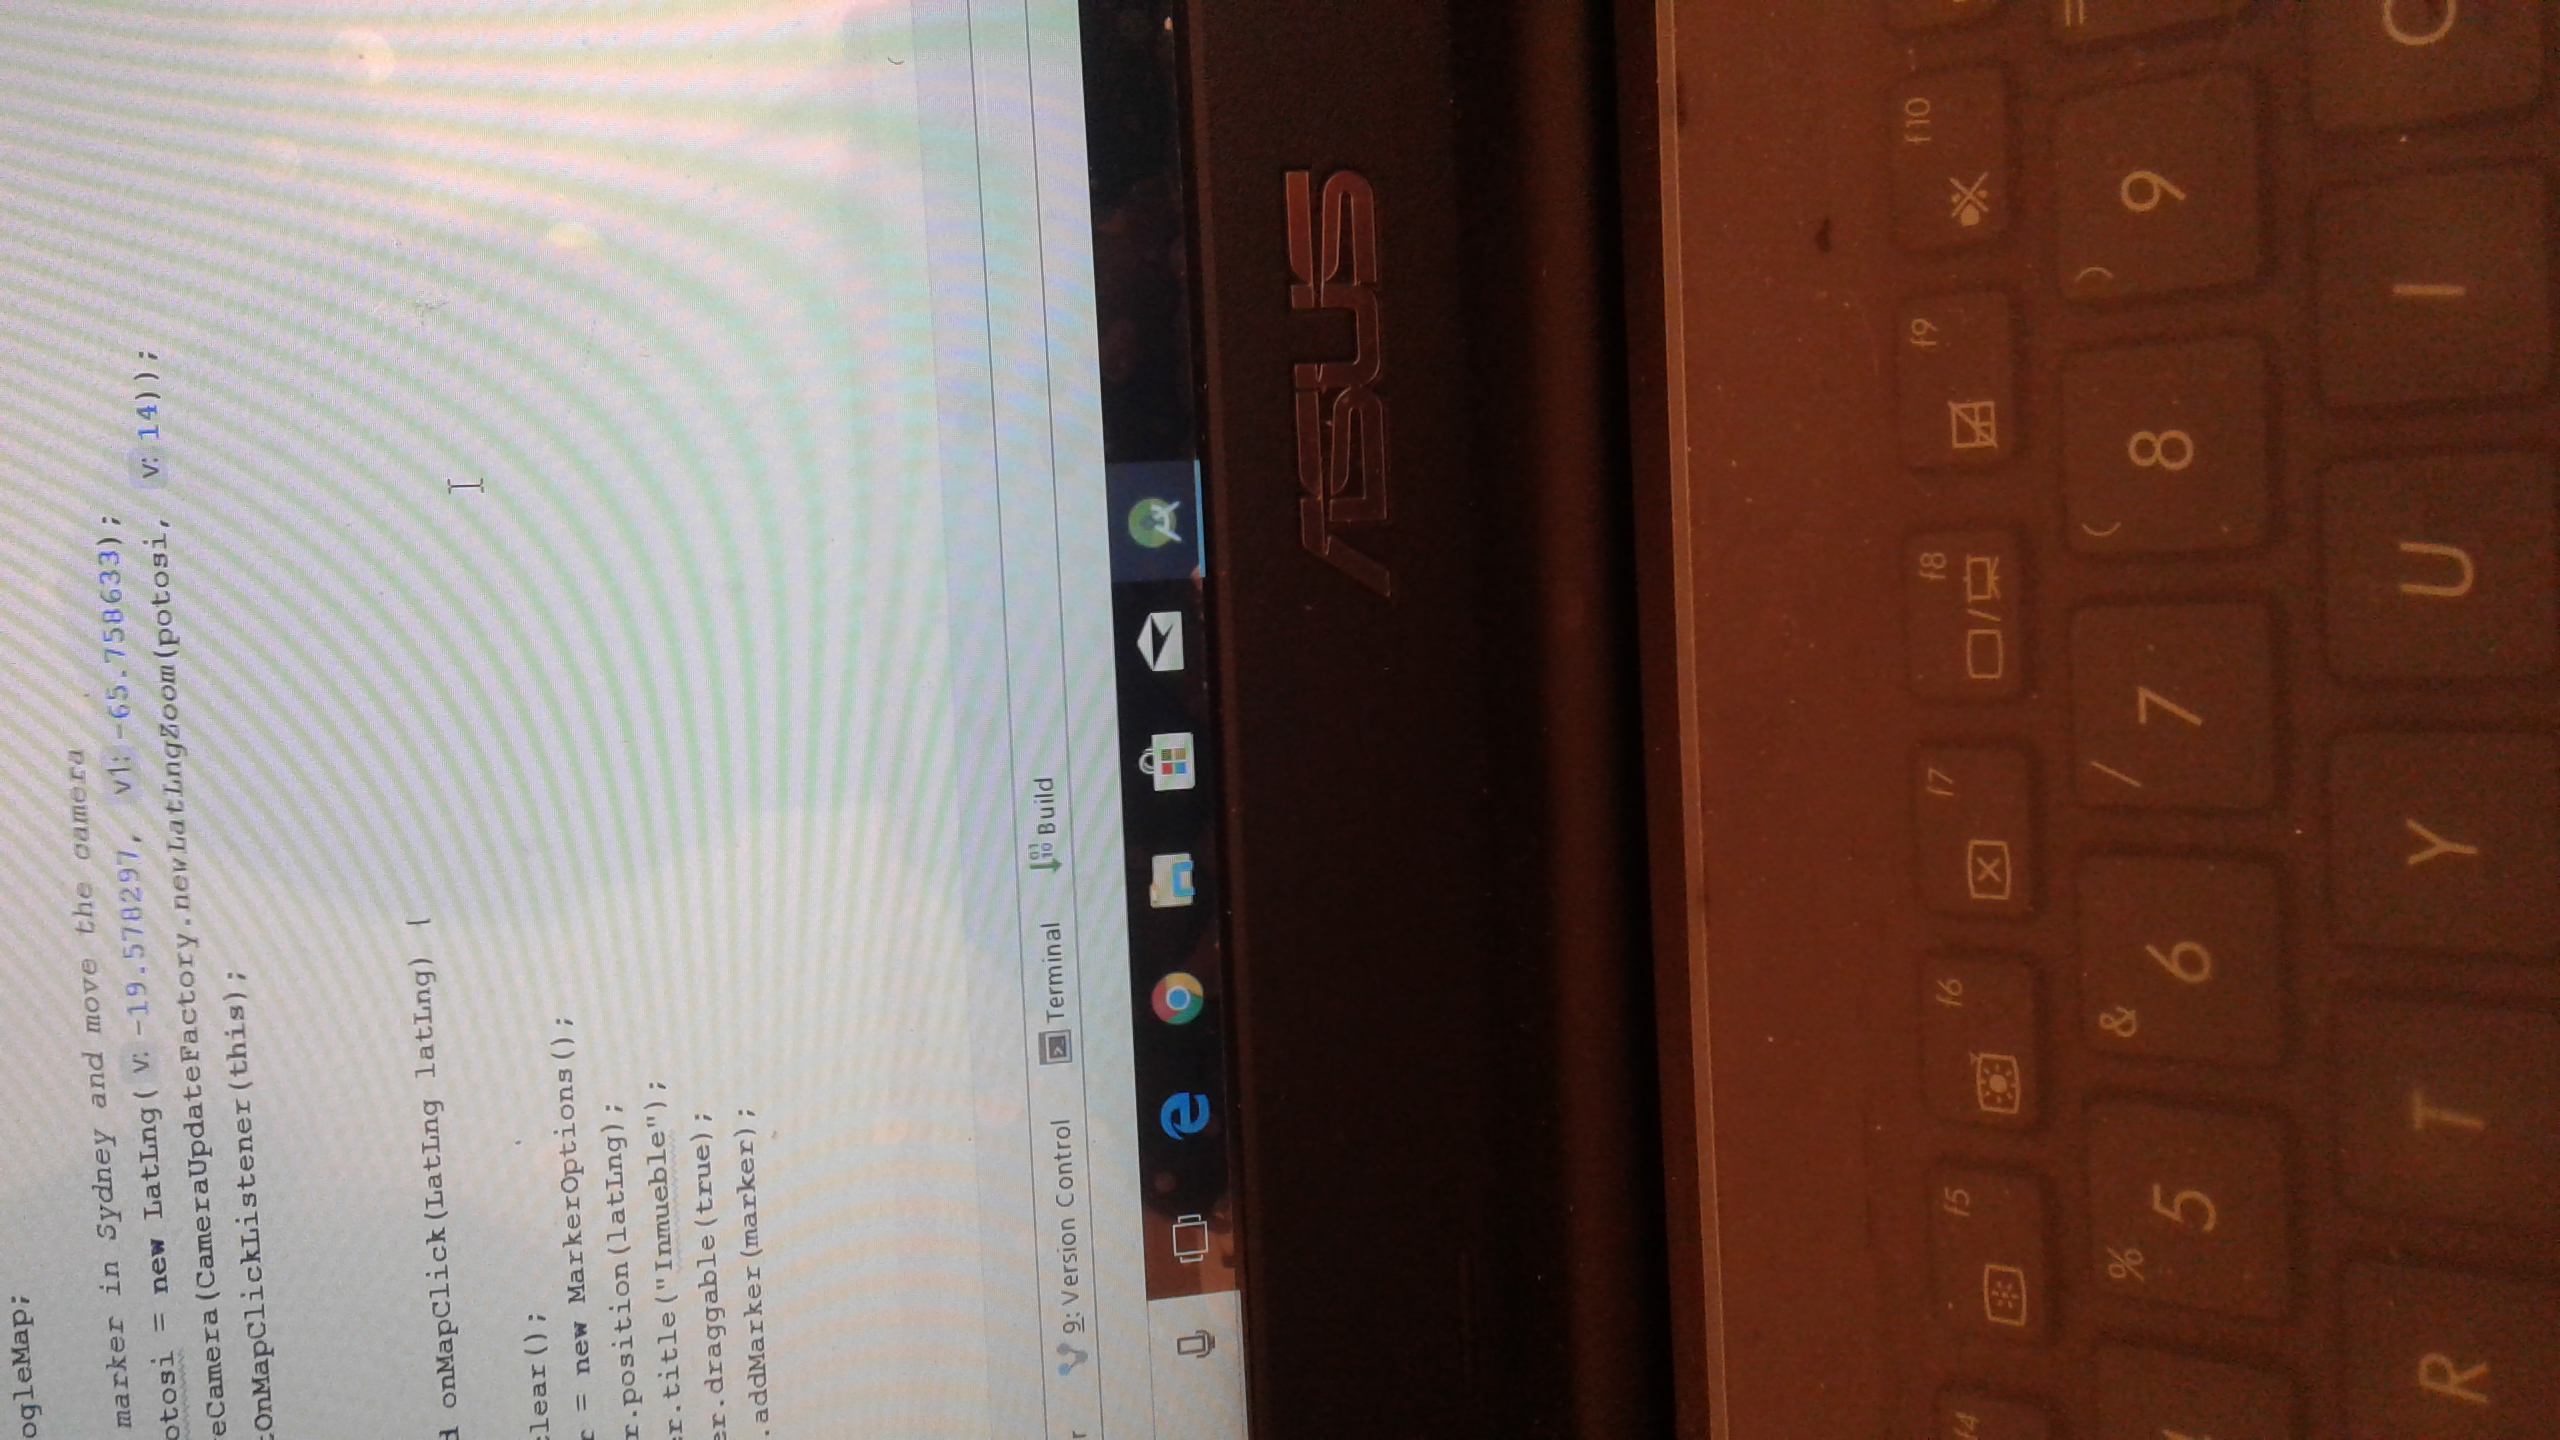 ogleMap;
marker in Sydney and move the camera
otosi = new LatLng( v: -19.578297, v1: -65.758633);
eCamera(CameraUpdateFactory.newLatLngZoom(potosi, v: 14));
tOnMapClickListener(this);
d onMapClick(LatLng latLng) {
clear();
r = new MarkerOptions();
r.position(latLng);
er.title("Inmueble");
er.draggable(true);
.addMarker(marker);
r 9: Version Control Terminal Build
ASUS
f4 f5 f6 f7 f8 f9 f10
% 5 & 6 / 7 ( 8 ) 9 =
R T Y U I O